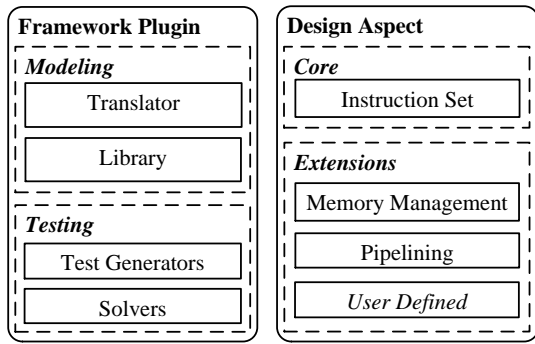 Framework Plugin
Modeling
Translator
Library
Testing
Test Generators
Solvers
Design Aspect
Core
Instruction Set
Extensions
Memory Management
Pipelining
User Defined